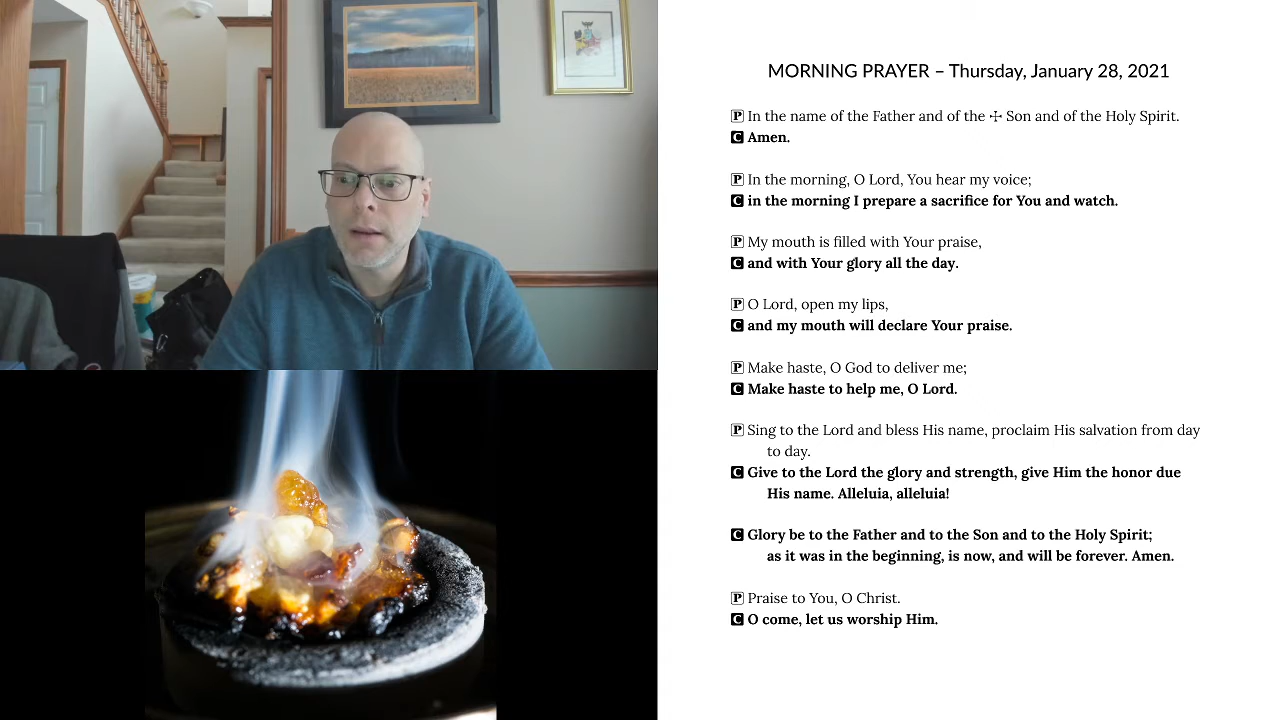 MORNING PRAYER – Thursday, January 28, 2021
P In the name of the Father and of the ☩ Son and of the Holy Spirit.
C Amen.
P In the morning, O Lord, You hear my voice;
C in the morning I prepare a sacrifice for You and watch.
P My mouth is filled with Your praise,
C and with Your glory all the day.
P O Lord, open my lips,
C and my mouth will declare Your praise.
P Make haste, O God to deliver me;
C Make haste to help me, O Lord.
P Sing to the Lord and bless His name, proclaim His salvation from day
to day.
C Give to the Lord the glory and strength, give Him the honor due
His name. Alleluia, alleluia!
C Glory be to the Father and to the Son and to the Holy Spirit;
as it was in the beginning, is now, and will be forever. Amen.
P Praise to You, O Christ.
C O come, let us worship Him.